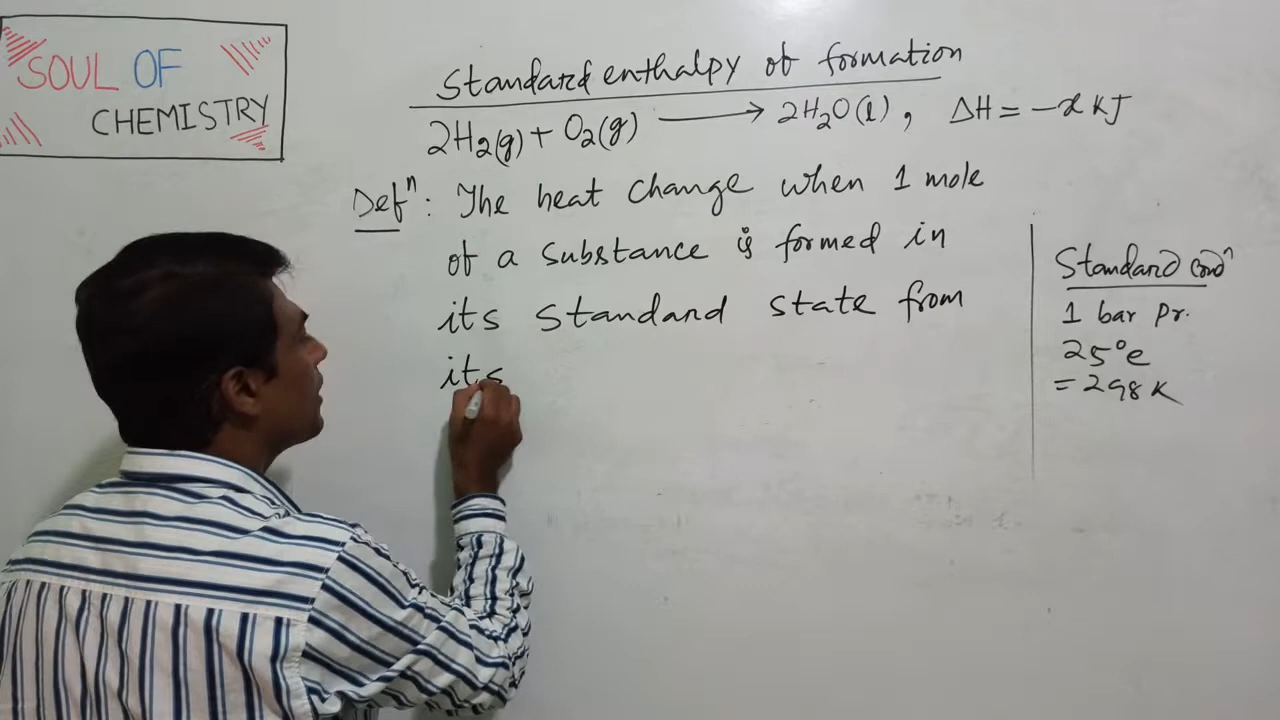 SOUL OF
CHEMISTRY
Standard enthalpy of formation
2H₂(g) + O₂(g) ⟶ 2H₂O(l), ΔH = -x KJ
Defⁿ: The heat change when 1 mole
of a substance is formed in
its standard state from
its
Standard condⁿ
1 bar Pr.
25°C
= 298 K